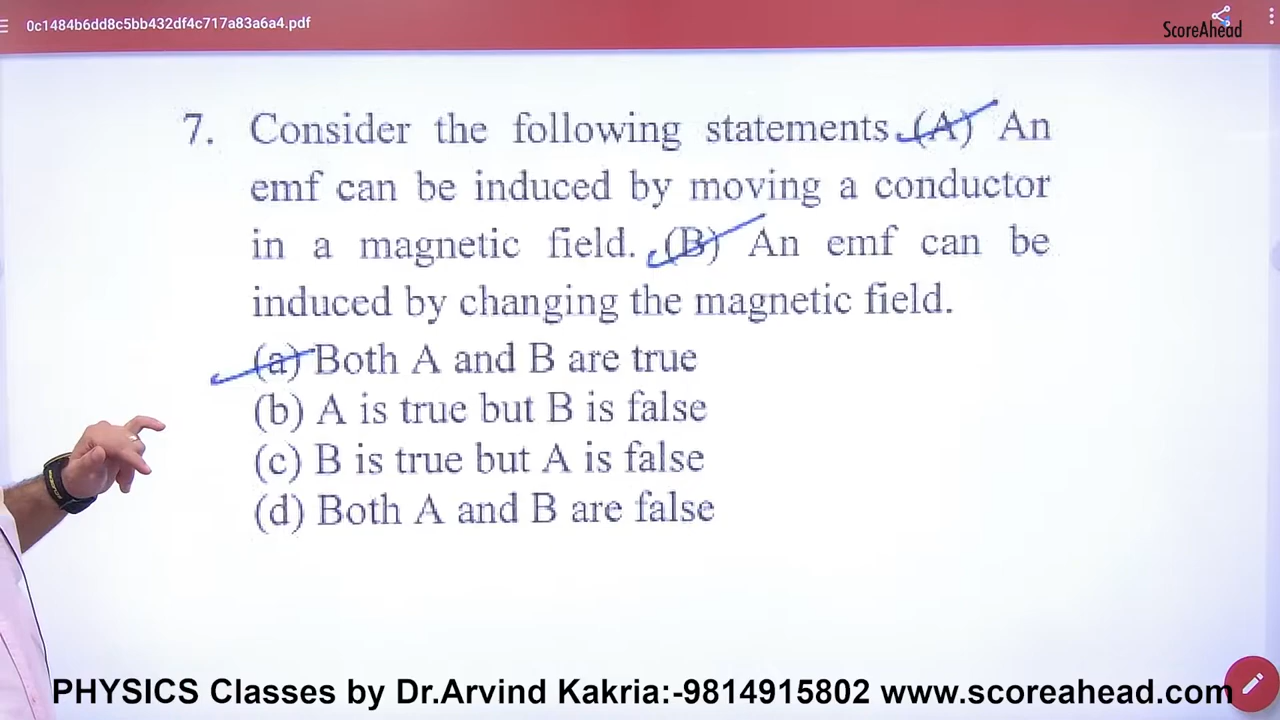 0c1484b6dd8c5bb432df4c717a83a6a4.pdf
ScoreAhead
7. Consider the following statements (A) An
emf can be induced by moving a conductor
in a magnetic field. (B) An emf can be
induced by changing the magnetic field.
(a) Both A and B are true
(b) A is true but B is false
(c) B is true but A is false
(d) Both A and B are false
PHYSICS Classes by Dr.Arvind Kakria:-9814915802 www.scoreahead.com